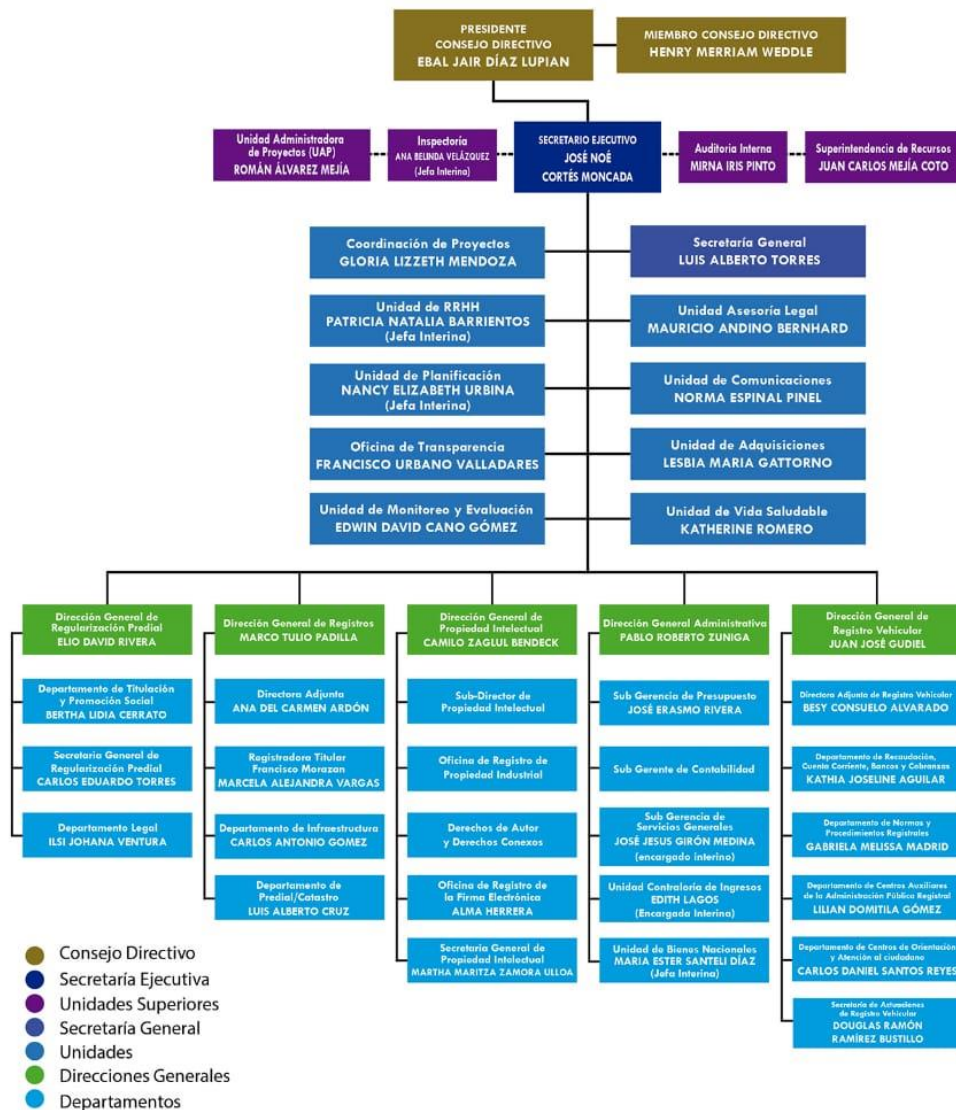 PRESIDENTE
CONSEJO DIRECTIVO
EBAL JAIR DÍAZ LUPIAN
MIEMBRO CONSEJO DIRECTIVO
HENRY MERRIAM WEDDLE
Unidad Administradora
de Proyectos (UAP)
ROMÁN ÁLVAREZ MEJÍA
Inspectoría
ANA BELINDA VELÁZQUEZ
(Jefa Interina)
SECRETARIO EJECUTIVO
JOSÉ NOÉ
CORTÉS MONCADA
Auditoria Interna
MIRNA IRIS PINTO
Superintendencia de Recursos
JUAN CARLOS MEJÍA COTO
Coordinación de Proyectos
GLORIA LIZZETH MENDOZA
Secretaría General
LUIS ALBERTO TORRES
Unidad de RRHH
PATRICIA NATALIA BARRIENTOS
(Jefa Interina)
Unidad Asesoría Legal
MAURICIO ANDINO BERNHARD
Unidad de Planificación
NANCY ELIZABETH URBINA
(Jefa Interina)
Unidad de Comunicaciones
NORMA ESPINAL PINEL
Oficina de Transparencia
FRANCISCO URBANO VALLADARES
Unidad de Adquisiciones
LESBIA MARIA GATTORNO
Unidad de Monitoreo y Evaluación
EDWIN DAVID CANO GÓMEZ
Unidad de Vida Saludable
KATHERINE ROMERO
Dirección General de
Regularización Predial
ELIO DAVID RIVERA
Departamento de Titulación
y Promoción Social
BERTHA LIDIA CERRATO
Secretaria General de
Regularización Predial
CARLOS EDUARDO TORRES
Departamento Legal
ILSI JOHANA VENTURA
Dirección General de Registros
MARCO TULIO PADILLA
Directora Adjunta
ANA DEL CARMEN ARDÓN
Registradora Titular
Francisco Morazan
MARCELA ALEJANDRA VARGAS
Departamento de Infraestructura
CARLOS ANTONIO GOMEZ
Departamento de
Predial/Catastro
LUIS ALBERTO CRUZ
Dirección General de
Propiedad Intelectual
CAMILO ZAGLUL BENDECK
Sub-Director de
Propiedad Intelectual
Oficina de Registro de
Propiedad Industrial
Derechos de Autor
y Derechos Conexos
Oficina de Registro de
la Firma Electrónica
ALMA HERRERA
Secretaria General de
Propiedad Intelectual
MARTHA MARITZA ZAMORA ULLOA
Dirección General Administrativa
PABLO ROBERTO ZUNIGA
Sub Gerencia de Presupuesto
JOSÉ ERASMO RIVERA
Sub Gerente de Contabilidad
Sub Gerencia de
Servicios Generales
JOSÉ JESUS GIRÓN MEDINA
(encargado interino)
Unidad Contraloría de Ingresos
EDITH LAGOS
(Encargada Interina)
Unidad de Bienes Nacionales
MARIA ESTER SANTELI DÍAZ
(Jefa Interina)
Dirección General de
Registro Vehicular
JUAN JOSÉ GUDIEL
Directora Adjunta de Registro Vehicular
BESY CONSUELO ALVARADO
Departamento de Recaudación,
Cuenta Corriente, Bancos y Cobranzas
KATHIA JOSELINE AGUILAR
Departamento de Normas y
Procedimientos Registrales
GABRIELA MELISSA MADRID
Departamento de Centros Auxiliares
de la Administración Pública Registral
LILIAN DOMITILA GÓMEZ
Departamento de Centros de Orientación
y Atención al ciudadano
CARLOS DANIEL SANTOS REYES
Secretaría de Actuaciones
de Registro Vehicular
DOUGLAS RAMÓN
RAMÍREZ BUSTILLO
Consejo Directivo
Secretaría Ejecutiva
Unidades Superiores
Secretaría General
Unidades
Direcciones Generales
Departamentos